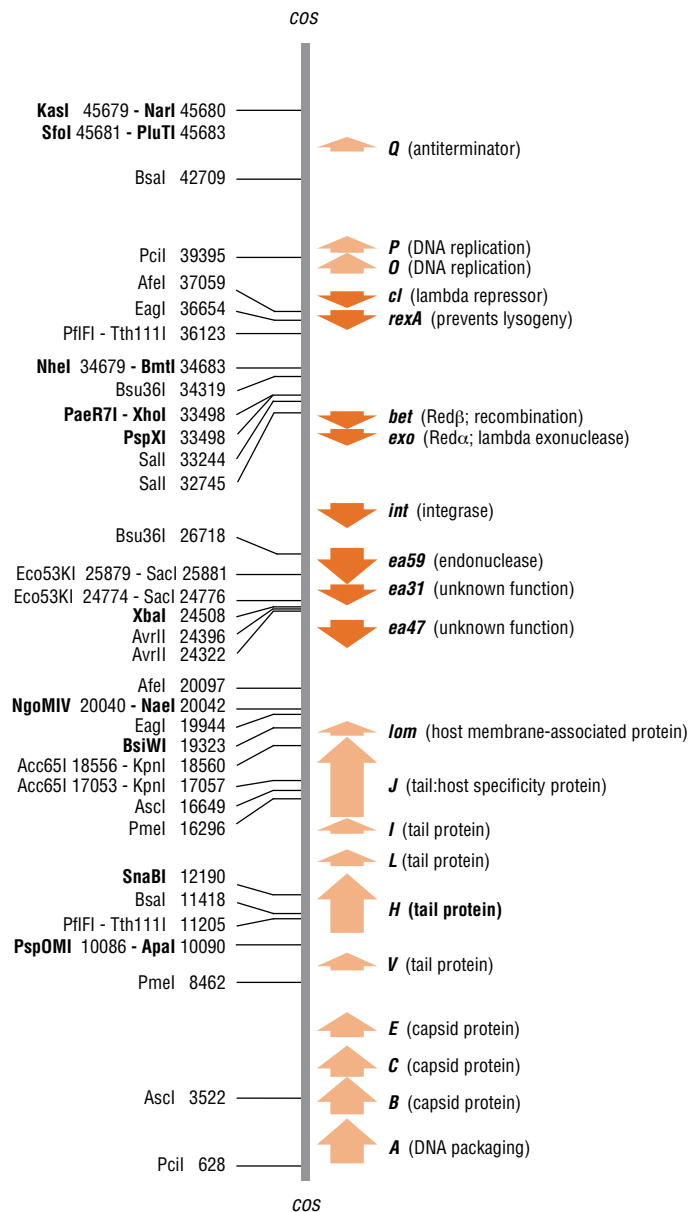 cos
KasI 45679 - NarI 45680
SfoI 45681 - PluTI 45683
Q (antiterminator)
BsaI 42709
P (DNA replication)
PciI 39395
O (DNA replication)
AfeI 37059
cI (lambda repressor)
EagI 36654
rexA (prevents lysogeny)
PflFI - Tth111I 36123
NheI 34679 - BmtI 34683
Bsu36I 34319
PaeR7I - XhoI 33498
bet (Redβ; recombination)
PspXI 33498
exo (Redα; lambda exonuclease)
SalI 33244
SalI 32745
int (integrase)
Bsu36I 26718
ea59 (endonuclease)
Eco53KI 25879 - SacI 25881
ea31 (unknown function)
Eco53KI 24774 - SacI 24776
XbaI 24508
ea47 (unknown function)
AvrII 24396
AvrII 24322
AfeI 20097
NgoMIV 20040 - NaeI 20042
EagI 19944
lom (host membrane-associated protein)
BsiWI 19323
Acc65I 18556 - KpnI 18560
Acc65I 17053 - KpnI 17057
J (tail:host specificity protein)
AscI 16649
PmeI 16296
I (tail protein)
L (tail protein)
SnaBI 12190
BsaI 11418
H (tail protein)
PflFI - Tth111I 11205
PspOMI 10086 - ApaI 10090
V (tail protein)
PmeI 8462
E (capsid protein)
C (capsid protein)
AscI 3522
B (capsid protein)
A (DNA packaging)
PciI 628
cos